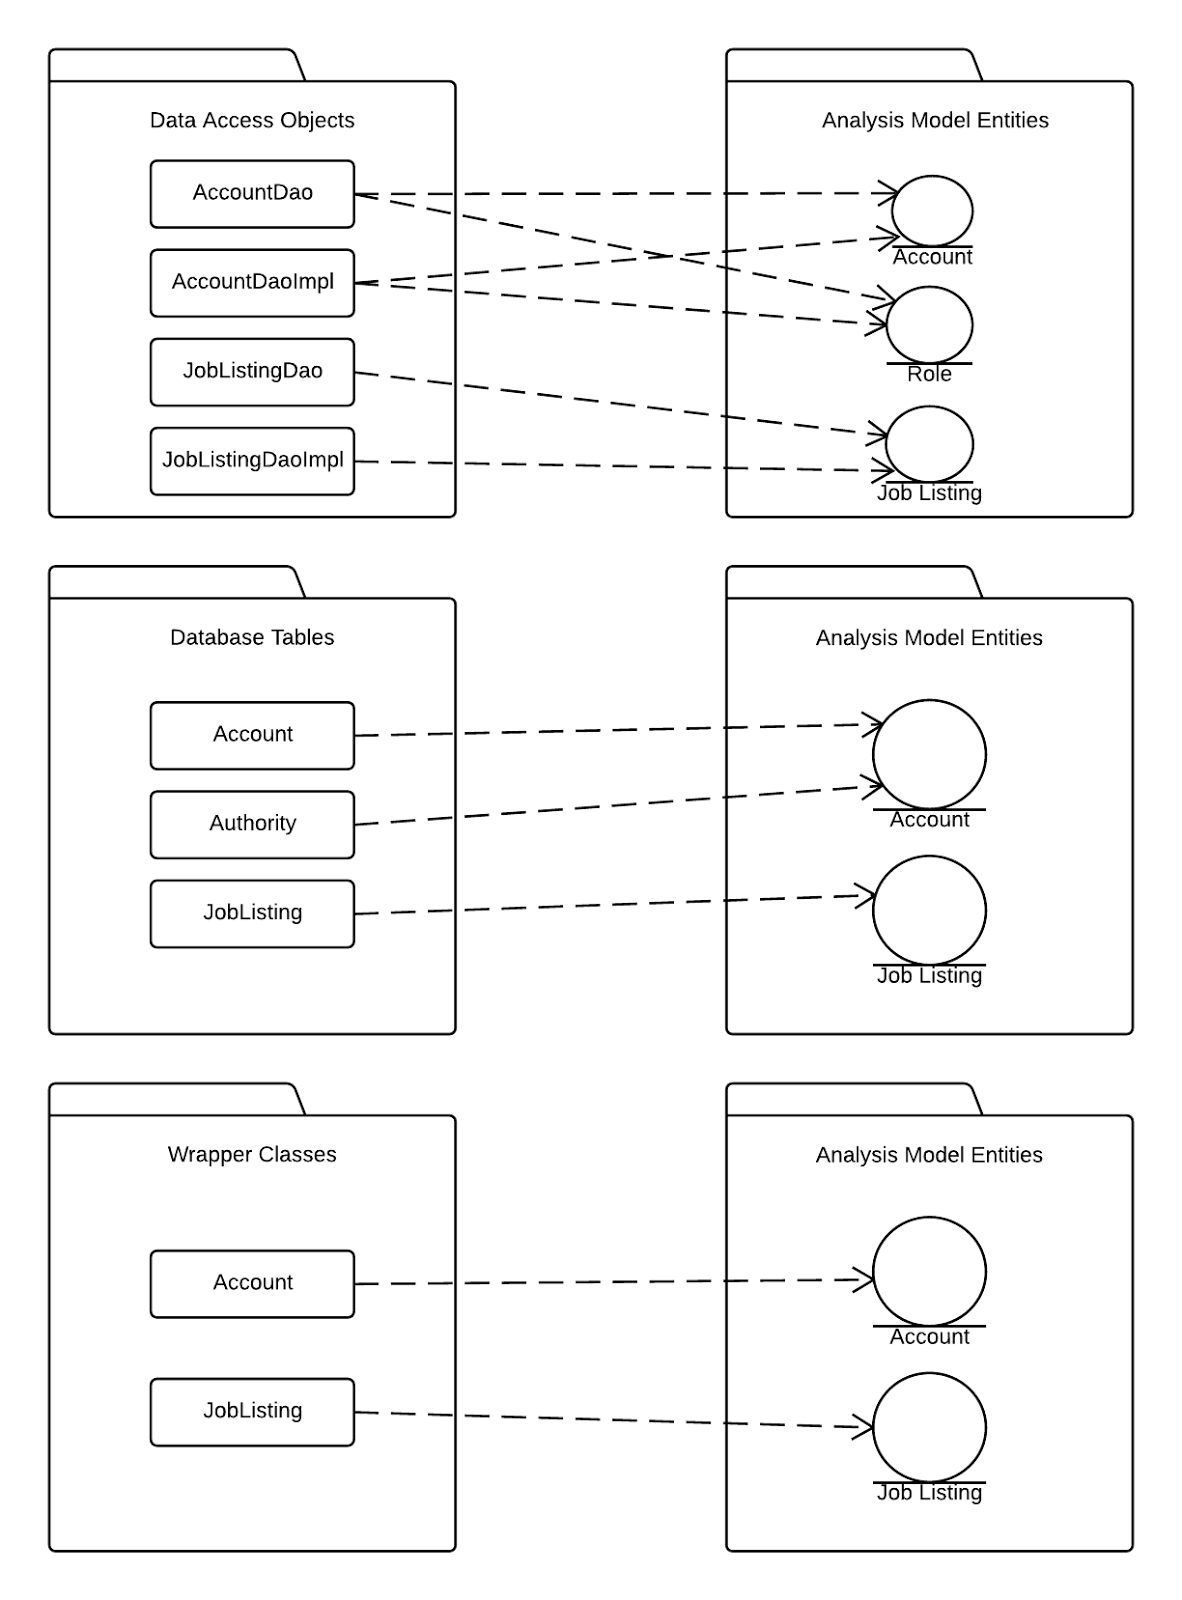 Data Access Objects
AccountDao
AccountDaoImpl
JobListingDao
JobListingDaoImpl
Analysis Model Entities
Account
Role
Job Listing
Database Tables
Account
Authority
JobListing
Analysis Model Entities
Account
Job Listing
Wrapper Classes
Account
JobListing
Analysis Model Entities
Account
Job Listing